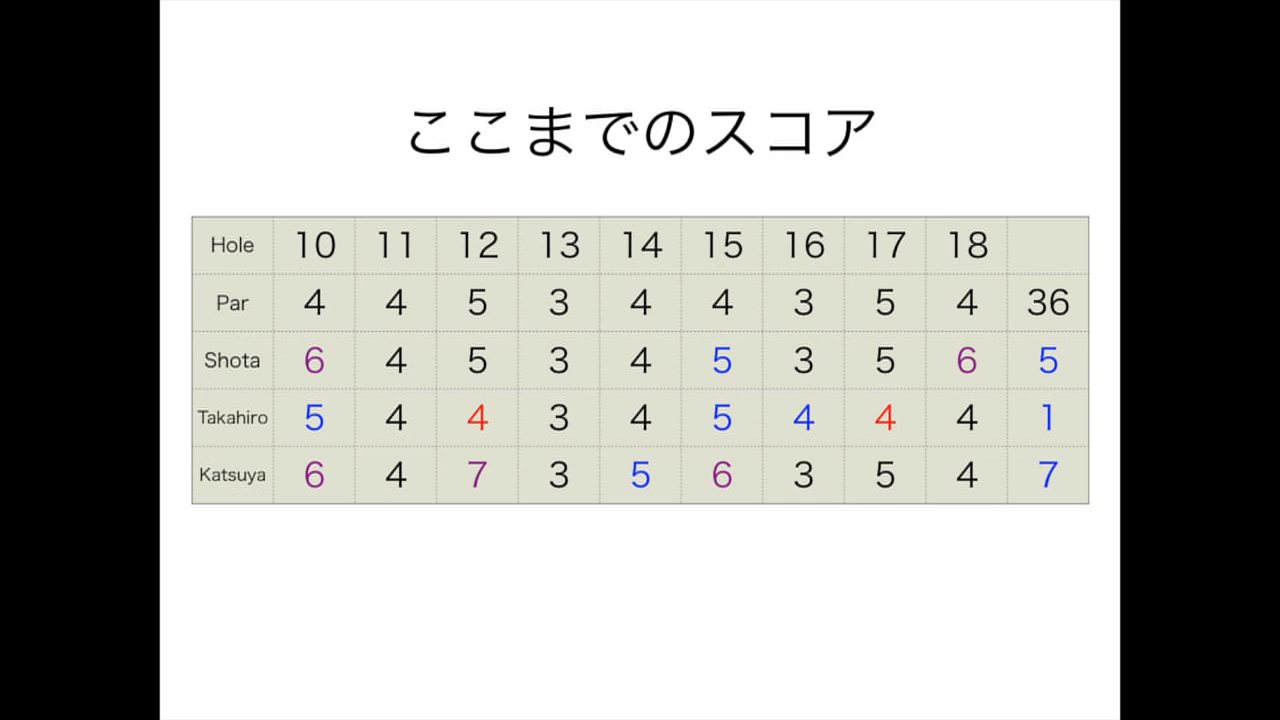 ここまでのスコア
Hole 10 11 12 13 14 15 16 17 18
Par 4 4 5 3 4 4 3 5 4 36
Shota 6 4 5 3 4 5 3 5 6 5
Takahiro 5 4 4 3 4 5 4 4 4 1
Katsuya 6 4 7 3 5 6 3 5 4 7